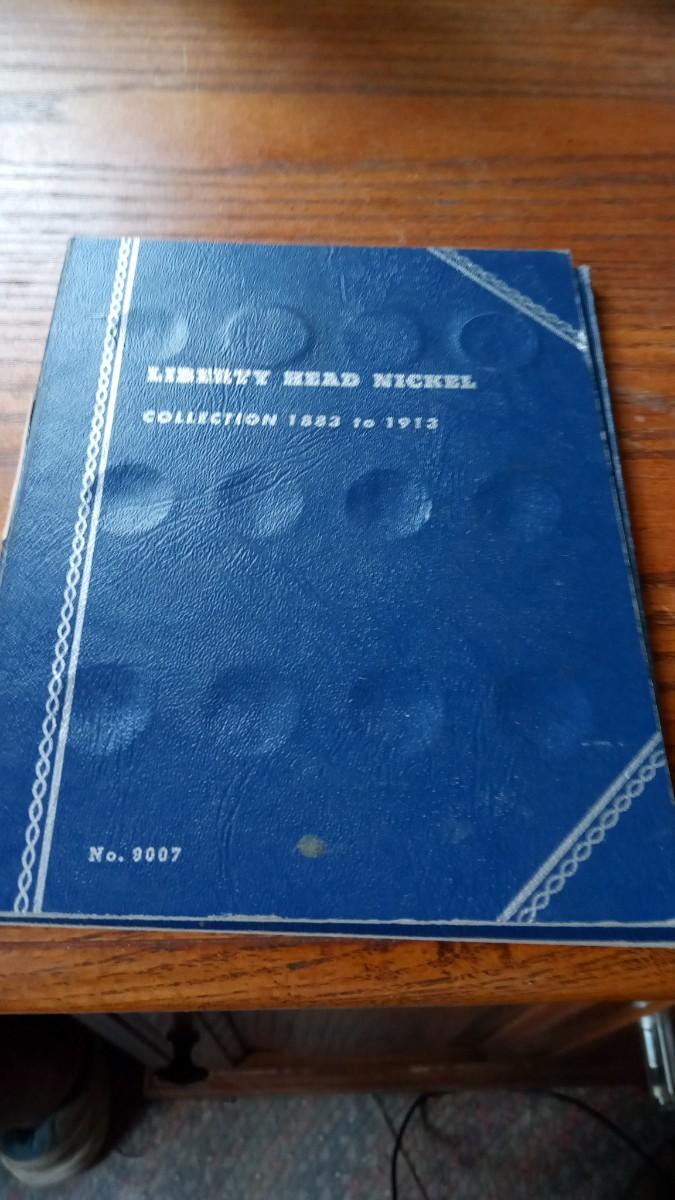 LIBERTY HEAD NICKEL
COLLECTION 1883 to 1913
No. 9007